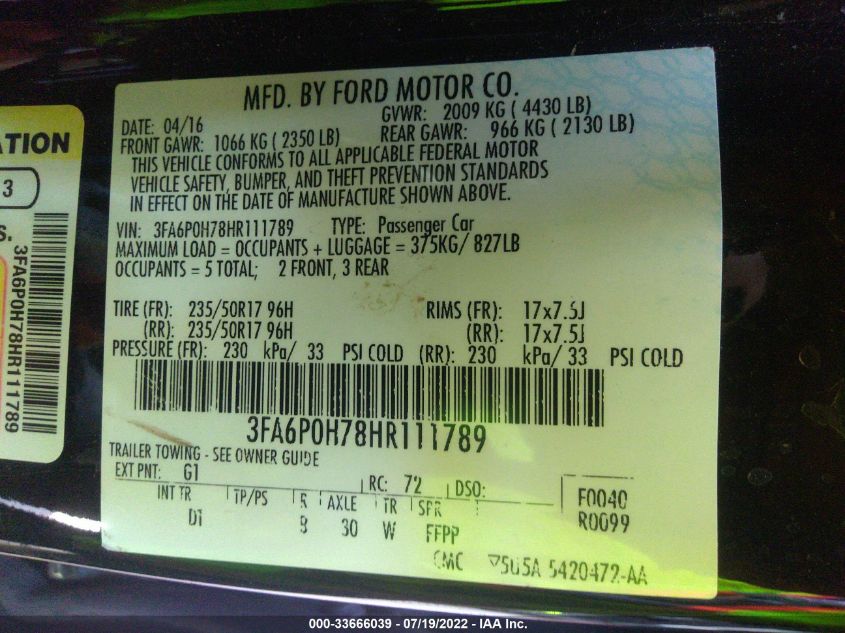 MFD. BY FORD MOTOR CO.
DATE: 04/16
GVWR: 2009 KG ( 4430 LB)
FRONT GAWR: 1066 KG ( 2350 LB)
REAR GAWR: 966 KG ( 2130 LB)
THIS VEHICLE CONFORMS TO ALL APPLICABLE FEDERAL MOTOR
VEHICLE SAFETY, BUMPER, AND THEFT PREVENTION STANDARDS
IN EFFECT ON THE DATE OF MANUFACTURE SHOWN ABOVE.
VIN: 3FA6P0H78HR111789 TYPE: Passenger Car
MAXIMUM LOAD = OCCUPANTS + LUGGAGE = 375KG/ 827LB
OCCUPANTS = 5 TOTAL; 2 FRONT, 3 REAR
TIRE (FR): 235/50R17 96H RIMS (FR): 17x7.5J
(RR): 235/50R17 96H (RR): 17x7.5J
PRESSURE (FR): 230 kPa/ 33 PSI COLD (RR): 230 kPa/ 33 PSI COLD
3FA6P0H78HR111789
TRAILER TOWING - SEE OWNER GUIDE
EXT PNT: G1 RC: 72 DSO:
INT TR TP/PS R AXLE TR SPR
D1 B 30 W FFPP
F0040
R0099
CMC 5U5A 5420472-AA
ATION
3
S.
3FA6P0H78HR111789
000-33666039 - 07/19/2022 - IAA Inc.